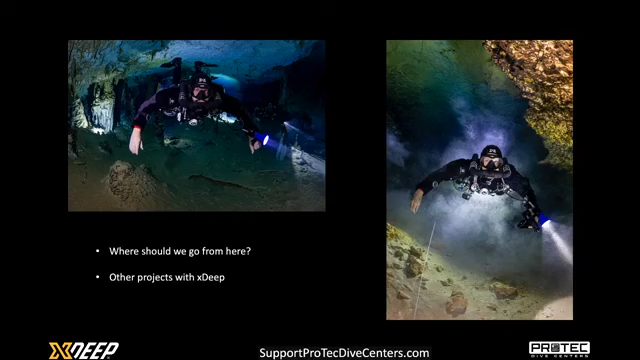 • Where should we go from here?
• Other projects with xDeep
XDEEP
SupportProTecDiveCenters.com
PROTEC
DIVE CENTERS